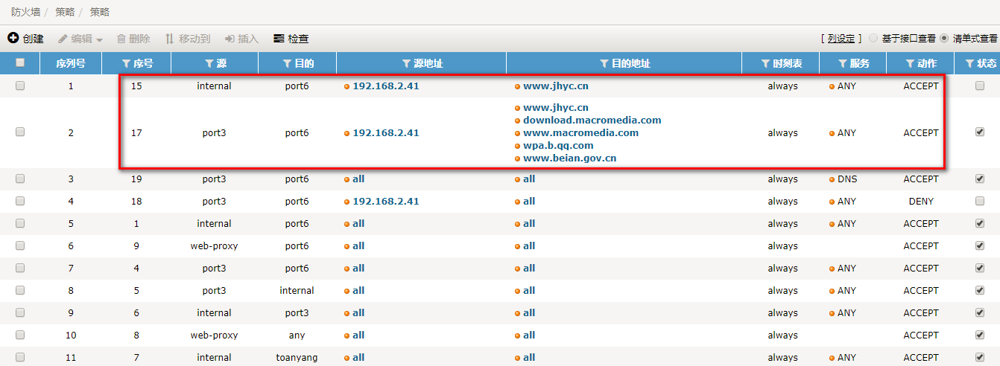 防火墙 / 策略 / 策略
创建 编辑 删除 移动到 插入 检查 [ 列设定 ] 基于接口查看 清单式查看
序列号 序号 源 目的 源地址 目的地址 时刻表 服务 动作 状态
1 15 internal port6 192.168.2.41 www.jhyc.cn always ANY ACCEPT
www.jhyc.cn
download.macromedia.com
2 17 port3 port6 192.168.2.41 www.macromedia.com always ANY ACCEPT
wpa.b.qq.com
www.beian.gov.cn
3 19 port3 port6 all all always DNS ACCEPT
4 18 port3 port6 192.168.2.41 all always ANY DENY
5 1 internal port6 all all always ANY ACCEPT
6 9 web-proxy port6 all all always ACCEPT
7 4 port3 port6 all all always ANY ACCEPT
8 5 port3 internal all all always ANY ACCEPT
9 6 internal port3 all all always ANY ACCEPT
10 8 web-proxy any all all always ACCEPT
11 7 internal toanyang all all always ANY ACCEPT